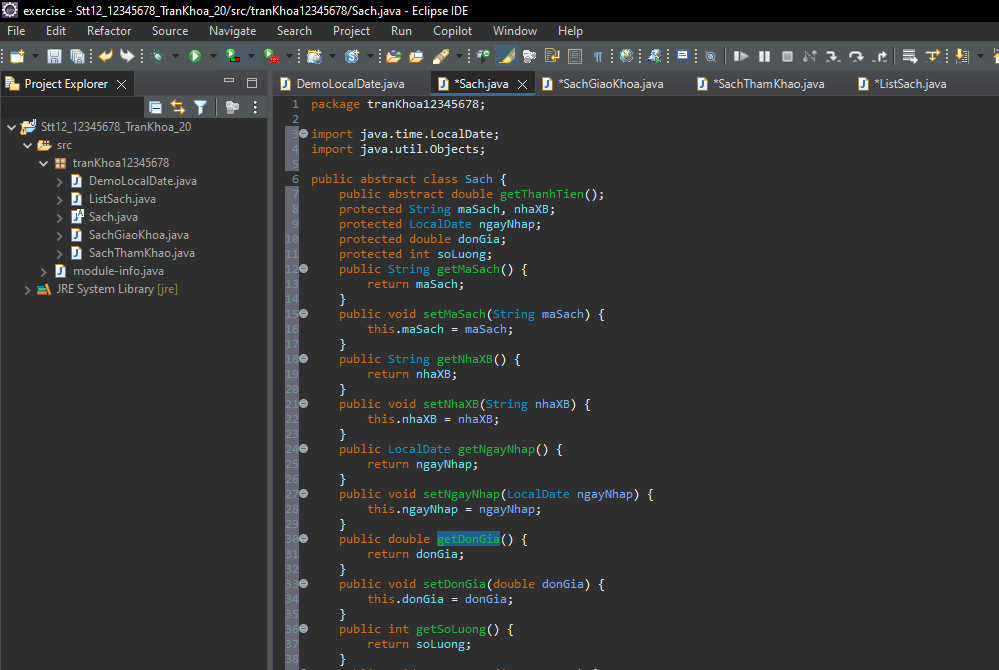 exercise - Stt12_12345678_TranKhoa_20/src/tranKhoa12345678/Sach.java - Eclipse IDE
File Edit Refactor Source Navigate Search Project Run Copilot Window Help
Project Explorer
DemoLocalDate.java *Sach.java *SachGiaoKhoa.java *SachThamKhao.java *ListSach.java
Stt12_12345678_TranKhoa_20
src
tranKhoa12345678
DemoLocalDate.java
ListSach.java
Sach.java
SachGiaoKhoa.java
SachThamKhao.java
module-info.java
JRE System Library [jre]
1 package tranKhoa12345678;
2
3 import java.time.LocalDate;
4 import java.util.Objects;
5
6 public abstract class Sach {
7 public abstract double getThanhTien();
8 protected String maSach, nhaXB;
9 protected LocalDate ngayNhap;
10 protected double donGia;
11 protected int soLuong;
12 public String getMaSach() {
13 return maSach;
14 }
15 public void setMaSach(String maSach) {
16 this.maSach = maSach;
17 }
18 public String getNhaXB() {
19 return nhaXB;
20 }
21 public void setNhaXB(String nhaXB) {
22 this.nhaXB = nhaXB;
23 }
24 public LocalDate getNgayNhap() {
25 return ngayNhap;
26 }
27 public void setNgayNhap(LocalDate ngayNhap) {
28 this.ngayNhap = ngayNhap;
29 }
30 public double getDonGia() {
31 return donGia;
32 }
33 public void setDonGia(double donGia) {
34 this.donGia = donGia;
35 }
36 public int getSoLuong() {
37 return soLuong;
38 }